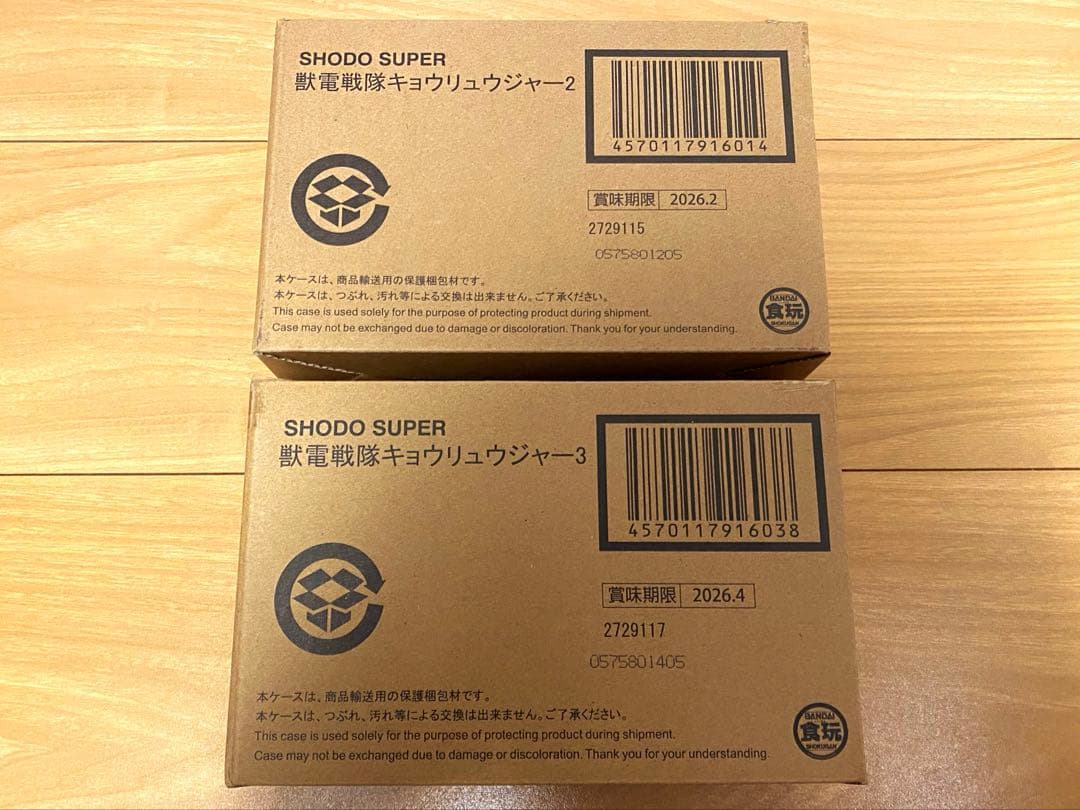 SHODO SUPER
獣電戦隊キョウリュウジャー2
4570117916014
賞味期限 2026.2
2729115
0575801205
本ケースは、商品輸送用の保護梱包材です。
本ケースは、つぶれ、汚れ等による交換は出来ません。ご了承ください。
This case is used solely for the purpose of protecting product during shipment.
Case may not be exchanged due to damage or discoloration. Thank you for your understanding.
BANDAI
食玩
SHOKUGAN
SHODO SUPER
獣電戦隊キョウリュウジャー3
4570117916038
賞味期限 2026.4
2729117
0575801405
本ケースは、商品輸送用の保護梱包材です。
本ケースは、つぶれ、汚れ等による交換は出来ません。ご了承ください。
This case is used solely for the purpose of protecting product during shipment.
Case may not be exchanged due to damage or discoloration. Thank you for your understanding.
BANDAI
食玩
SHOKUGAN